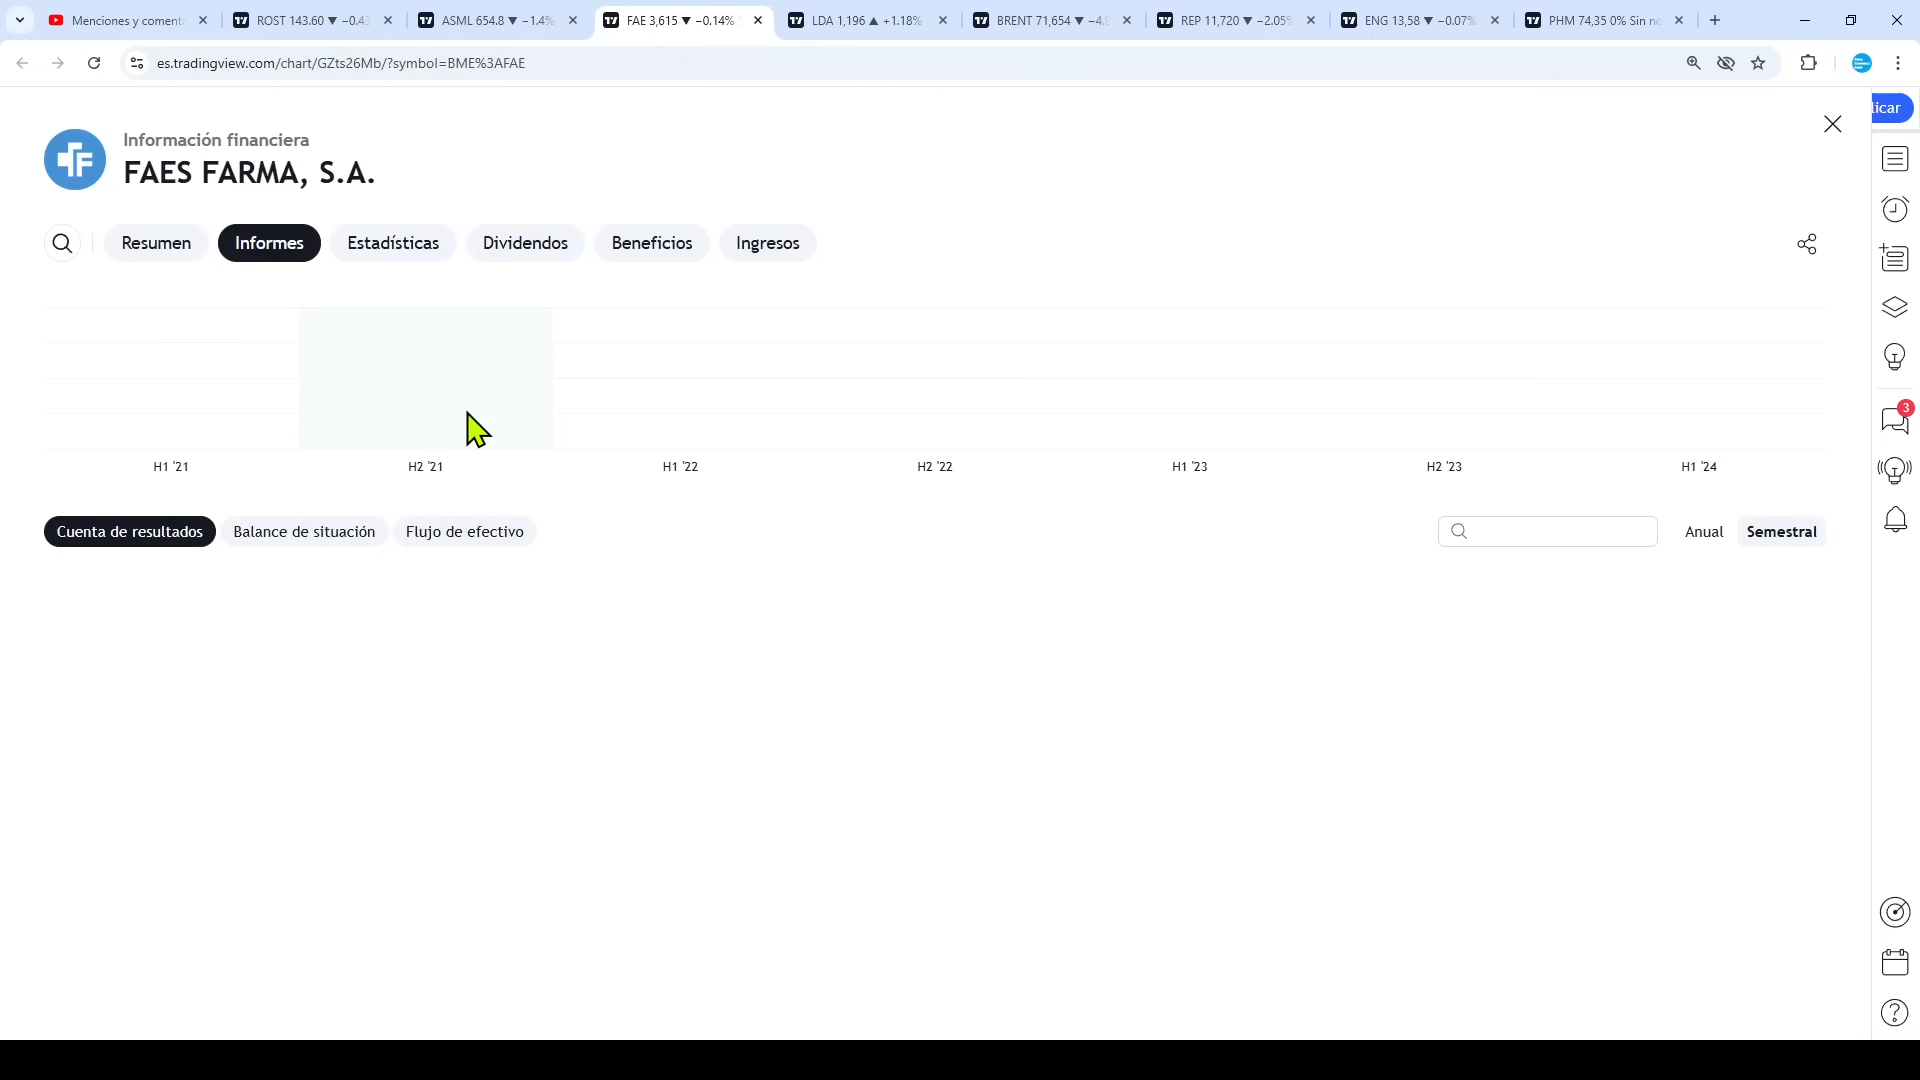 Menciones y comenta
ROST 143.60 ▼ −0.43
ASML 654.8 ▼ −1.4%
FAE 3,615 ▼ −0.14%
LDA 1,196 ▲ +1.18%
BRENT 71,654 ▼ −4.9
REP 11,720 ▼ −2.05%
ENG 13,58 ▼ −0.07%
PHM 74,35 0% Sin no
es.tradingview.com/chart/GZts26Mb/?symbol=BME%3AFAE
licar
Información financiera
FAES FARMA, S.A.
Resumen
Informes
Estadísticas
Dividendos
Beneficios
Ingresos
3
H1 '21
H2 '21
H1 '22
H2 '22
H1 '23
H2 '23
H1 '24
Cuenta de resultados
Balance de situación
Flujo de efectivo
Anual
Semestral